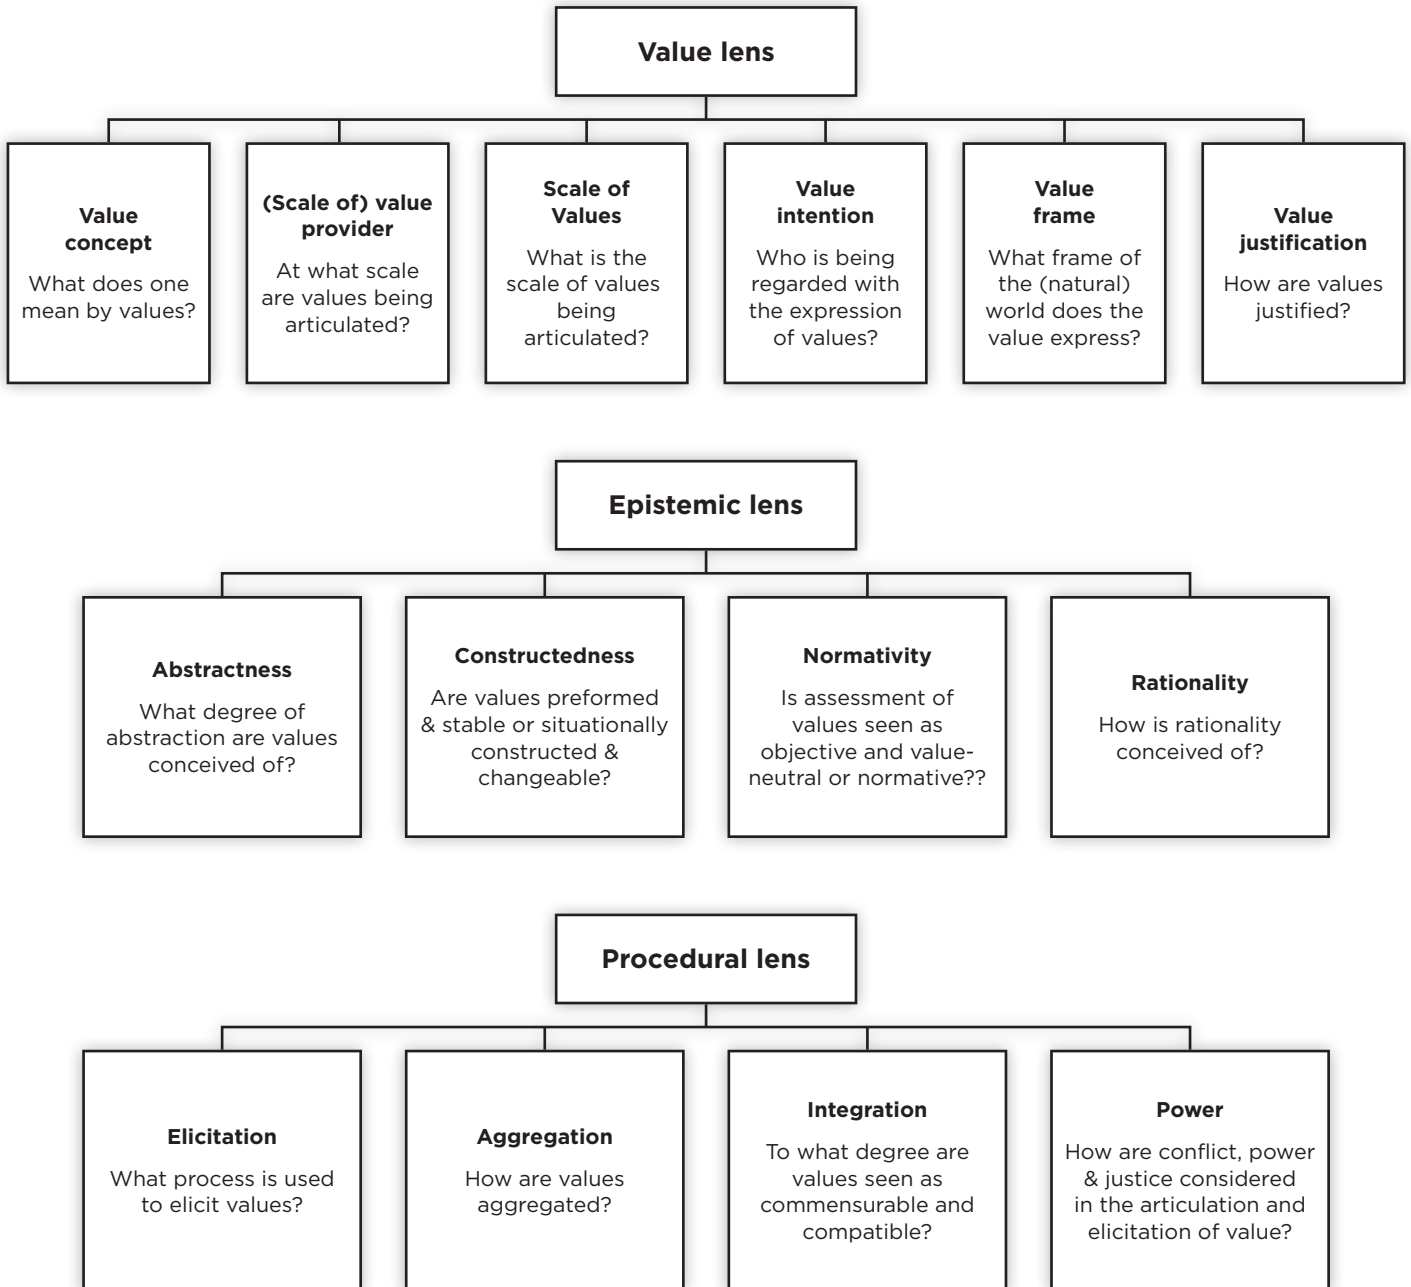 Value lens
Value
concept
What does one
mean by values?
(Scale of) value
provider
At what scale
are values being
articulated?
Scale of
Values
What is the
scale of values
being
articulated?
Value
intention
Who is being
regarded with
the expression
of values?
Value
frame
What frame of
the (natural)
world does the
value express?
Value
justification
How are values
justified?
Epistemic lens
Abstractness
What degree of
abstraction are values
conceived of?
Constructedness
Are values preformed
& stable or situationally
constructed &
changeable?
Normativity
Is assessment of
values seen as
objective and value-
neutral or normative??
Rationality
How is rationality
conceived of?
Procedural lens
Elicitation
What process is used
to elicit values?
Aggregation
How are values
aggregated?
Integration
To what degree are
values seen as
commensurable and
compatible?
Power
How are conflict, power
& justice considered
in the articulation and
elicitation of value?